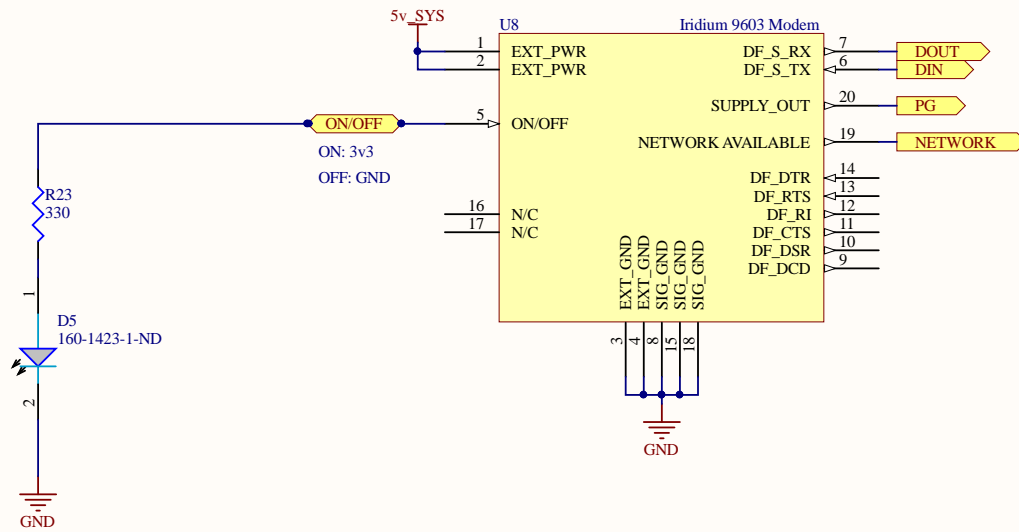 5v_SYS
U8
Iridium 9603 Modem
1
EXT_PWR
2
EXT_PWR
DF_S_RX
7
DOUT
DF_S_TX
6
DIN
SUPPLY_OUT
20
PG
ON/OFF
5
ON/OFF
ON: 3v3
OFF: GND
NETWORK AVAILABLE
19
NETWORK
DF_DTR
14
DF_RTS
13
DF_RI
12
DF_CTS
11
DF_DSR
10
DF_DCD
9
R23
330
16
N/C
17
N/C
EXT_GND
EXT_GND
SIG_GND
SIG_GND
SIG_GND
3
4
8
15
18
GND
1
D5
160-1423-1-ND
2
GND